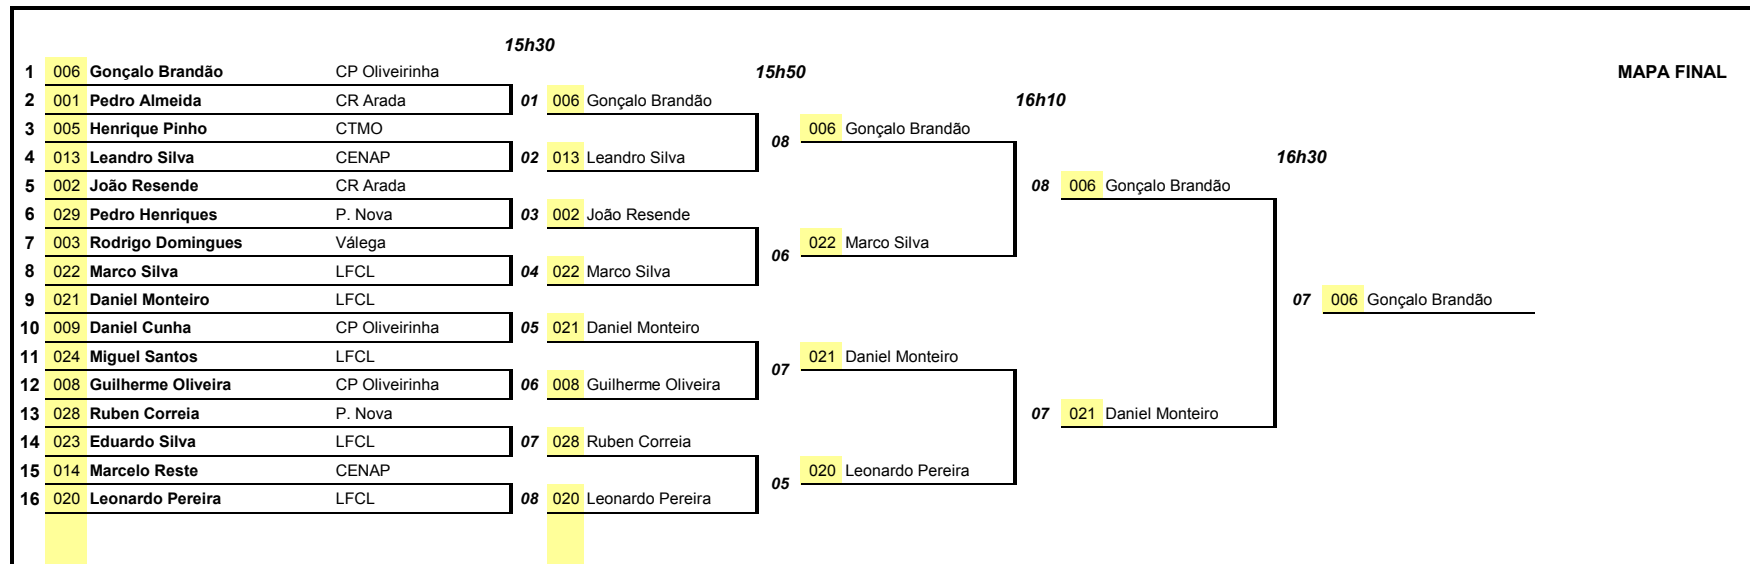 15h30
1 006 Gonçalo Brandão CP Oliveirinha 15h50 MAPA FINAL
2 001 Pedro Almeida CR Arada 01 006 Gonçalo Brandão 16h10
3 005 Henrique Pinho CTMO 006 Gonçalo Brandão
08
4 013 Leandro Silva CENAP 02 013 Leandro Silva 16h30
5 002 João Resende CR Arada 08 006 Gonçalo Brandão
6 029 Pedro Henriques P. Nova 03 002 João Resende
7 003 Rodrigo Domingues Válega 022 Marco Silva
06
8 022 Marco Silva LFCL 04 022 Marco Silva
9 021 Daniel Monteiro LFCL 07 006 Gonçalo Brandão
10 009 Daniel Cunha CP Oliveirinha 05 021 Daniel Monteiro
11 024 Miguel Santos LFCL 021 Daniel Monteiro
07
12 008 Guilherme Oliveira CP Oliveirinha 06 008 Guilherme Oliveira
13 028 Ruben Correia P. Nova 07 021 Daniel Monteiro
14 023 Eduardo Silva LFCL 07 028 Ruben Correia
15 014 Marcelo Reste CENAP 020 Leonardo Pereira
05
16 020 Leonardo Pereira LFCL 08 020 Leonardo Pereira